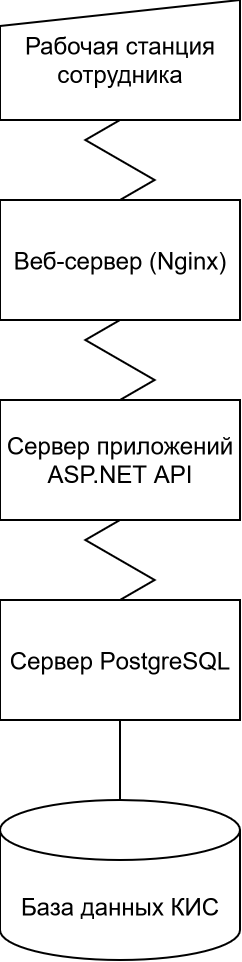 Рабочая станция
сотрудника
Веб-сервер (Nginx)
Сервер приложений
ASP.NET API
Сервер PostgreSQL
База данных КИС